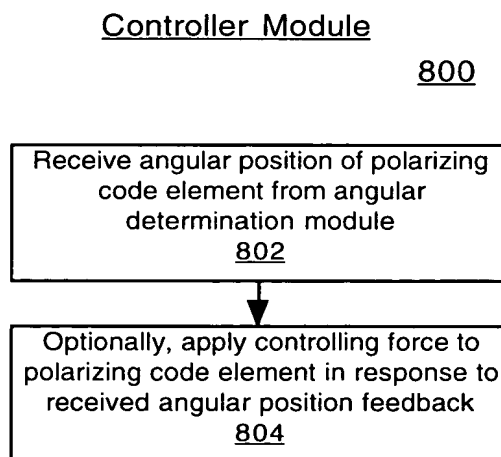 Controller Module
800
Receive angular position of polarizing
code element from angular
determination module
802
Optionally, apply controlling force to
polarizing code element in response to
received angular position feedback
804